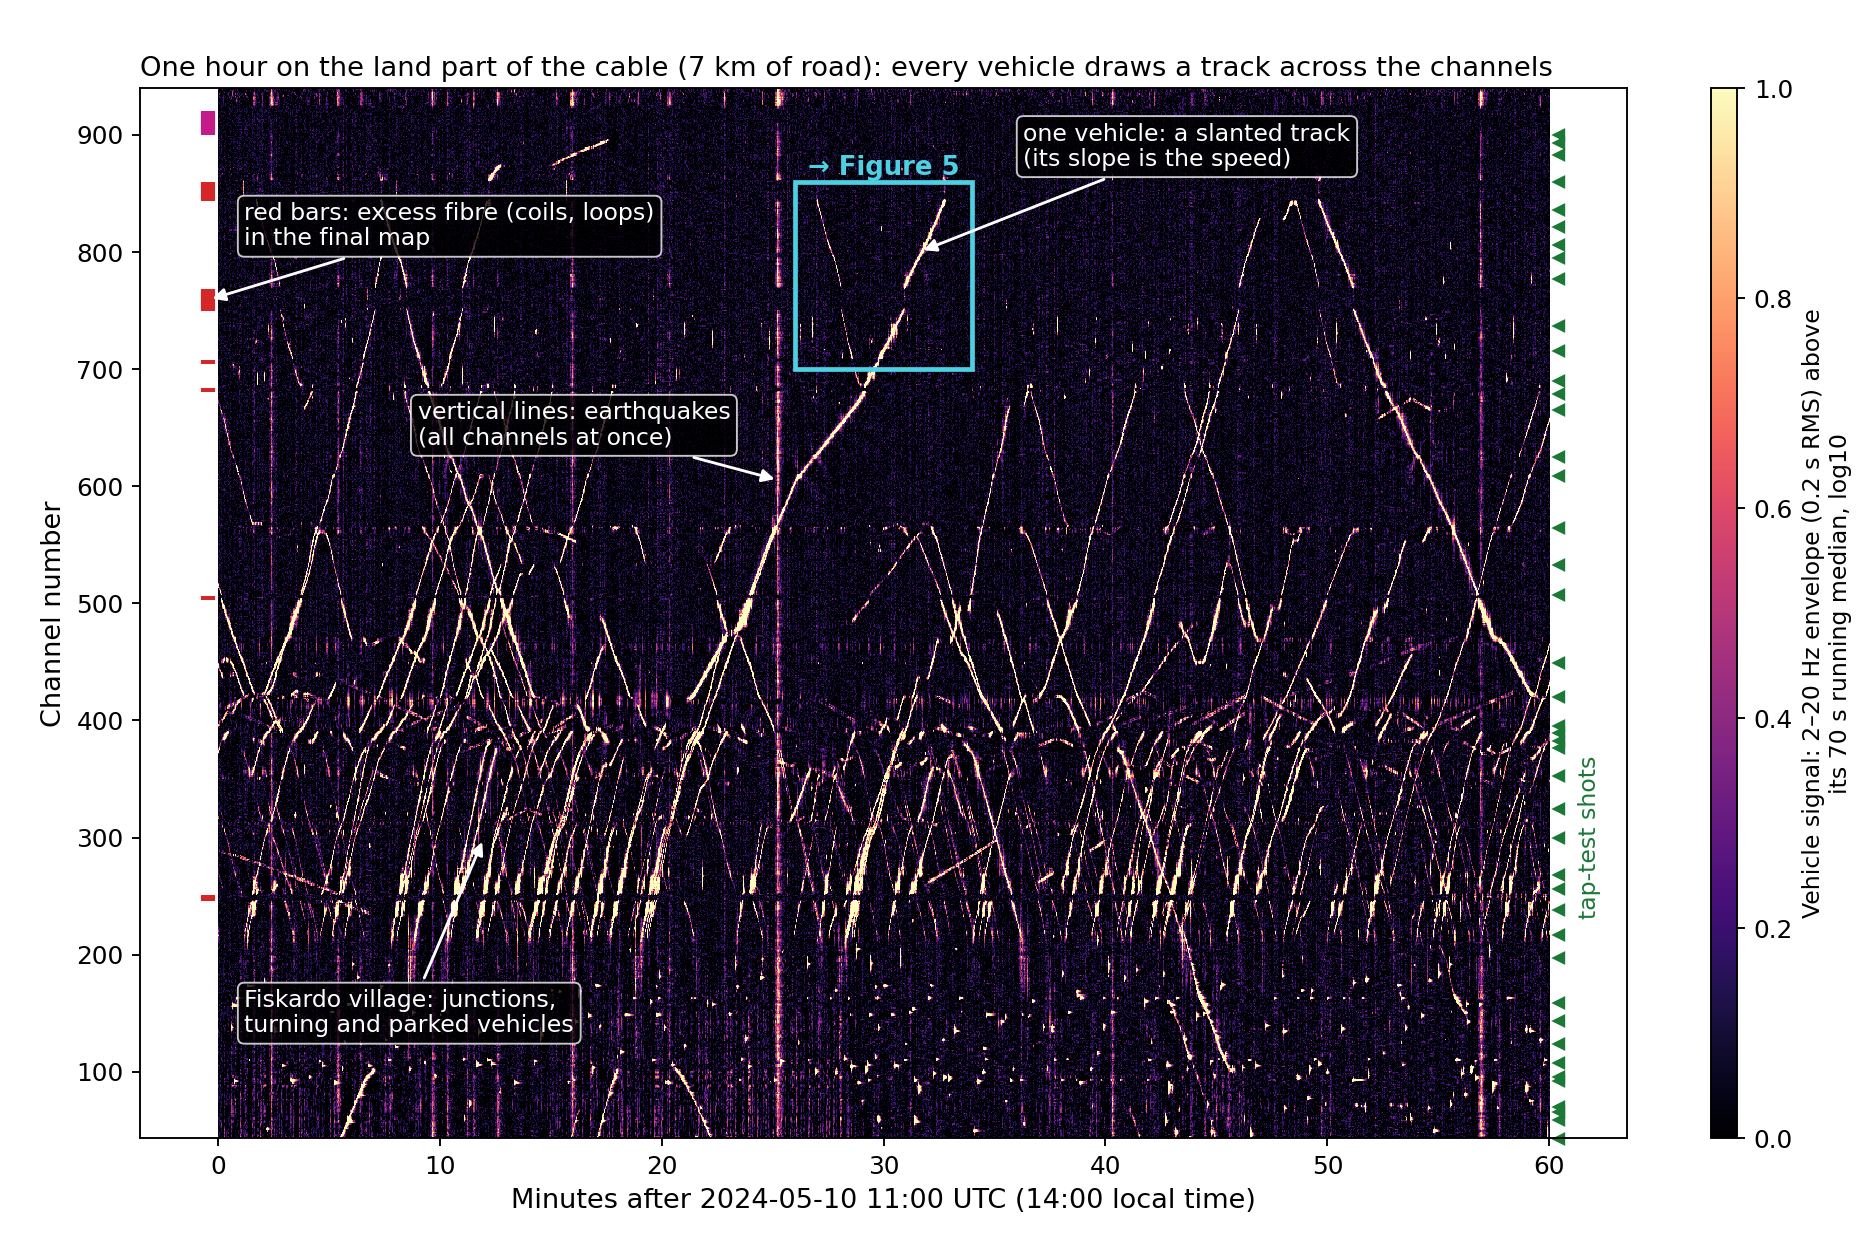 One hour on the land part of the cable (7 km of road): every vehicle draws a track across the channels
Channel number
900
800
700
600
500
400
300
200
100
red bars: excess fibre (coils, loops)
in the final map
→ Figure 5
one vehicle: a slanted track
(its slope is the speed)
vertical lines: earthquakes
(all channels at once)
Fiskardo village: junctions,
turning and parked vehicles
tap-test shots
0
10
20
30
40
50
60
Minutes after 2024-05-10 11:00 UTC (14:00 local time)
1.0
0.8
0.6
0.4
0.2
0.0
Vehicle signal: 2–20 Hz envelope (0.2 s RMS) above
its 70 s running median, log10